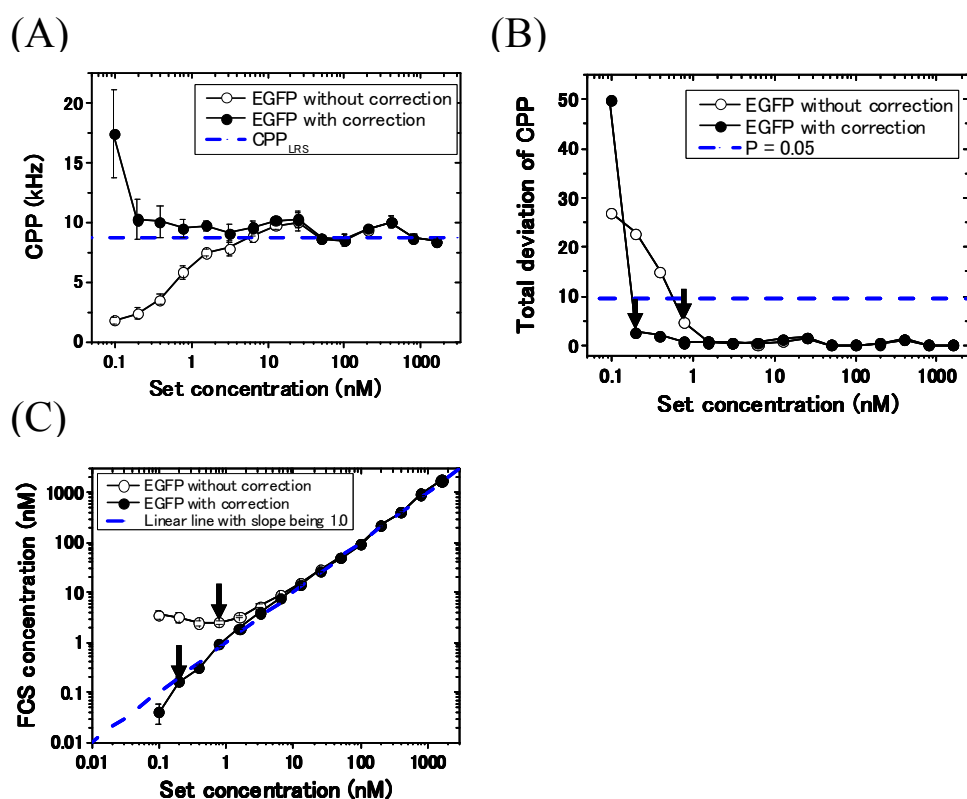 (A)
CPP (kHz)
20
15
10
5
0
EGFP without correction
EGFP with correction
CPP LRS
0.1 1 10 100 1000
Set concentration (nM)
(B)
Total deviation of CPP
50
40
30
20
10
0
EGFP without correction
EGFP with correction
P = 0.05
0.1 1 10 100 1000
Set concentration (nM)
(C)
FCS concentration (nM)
1000
100
10
1
0.1
0.01
EGFP without correction
EGFP with correction
Linear line with slope being 1.0
0.01 0.1 1 10 100 1000
Set concentration (nM)